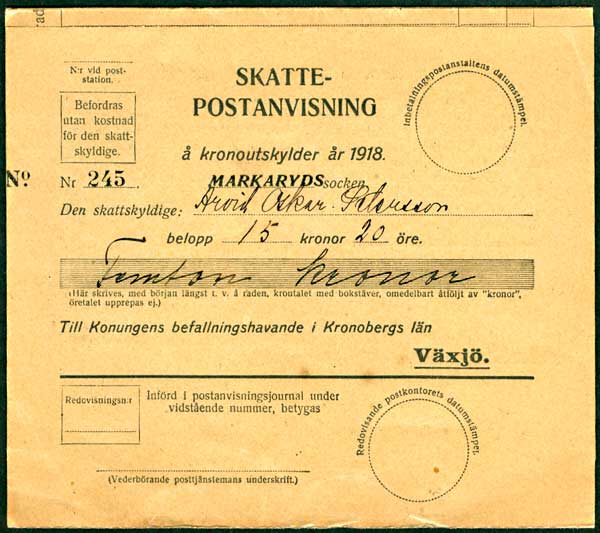 N:r vid post-
station.
Befordras
utan kostnad
för den skatt-
skyldige.
SKATTE-
POSTANVISNING
Inbetalningspostanstaltens datumstämpel.
å kronoutskylder år 1918.
Nº Nr 245. MARKARYDS socken
Den skattskyldige: Arvid Oskar Petersson
belopp 15 kronor 20 öre.
Femton kronor
(Här skrives, med början längst t. v. å raden, krontalet med bokstäver, omedelbart åtföljt av "kronor",
öretalet upprepas ej.)
Till Konungens befallningshavande i Kronobergs län
Växjö.
Redovisningsn:r
Införd i postanvisningsjournal under
vidstående nummer, betygas
Redovisande postkontorets datumstämpel.
(Vederbörande posttjänstemans underskrift.)